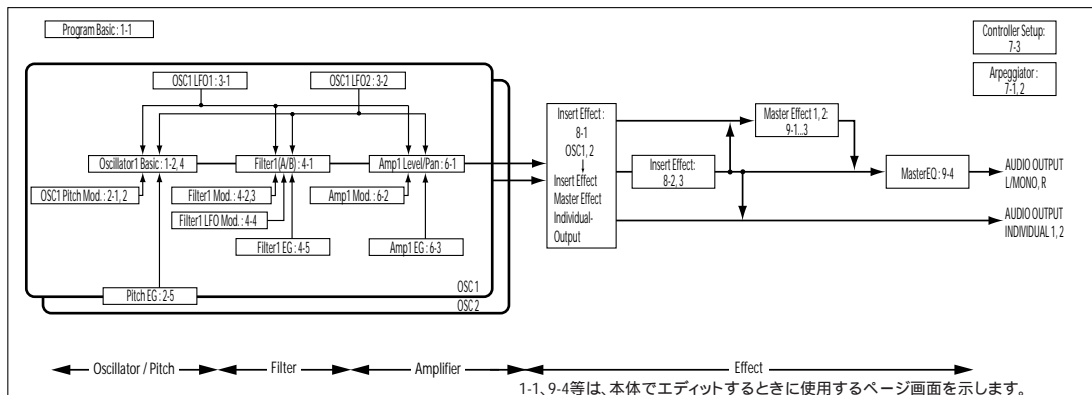 Program Basic : 1-1
Controller Setup:
7-3
Arpeggiator :
7-1, 2
OSC1 LFO1 : 3-1
OSC1 LFO2 : 3-2
Oscillator1 Basic : 1-2, 4
Filter1(A/B) : 4-1
Amp1 Level/Pan : 6-1
OSC1 Pitch Mod. : 2-1, 2
Filter1 Mod. : 4-2,3
Amp1 Mod. : 6-2
Filter1 LFO Mod. : 4-4
Filter1 EG : 4-5
Amp1 EG : 6-3
Pitch EG : 2-5
OSC 1
OSC 2
Insert Effect :
8-1
OSC1, 2
Insert Effect
Master Effect
Individual-
Output
Insert Effect:
8-2, 3
Master Effect 1, 2:
9-1...3
MasterEQ : 9-4
AUDIO OUTPUT
L/MONO, R
AUDIO OUTPUT
INDIVIDUAL 1, 2
Oscillator / Pitch
Filter
Amplifier
Effect
1-1、9-4等は、本体でエディットするときに使用するページ画面を示します。